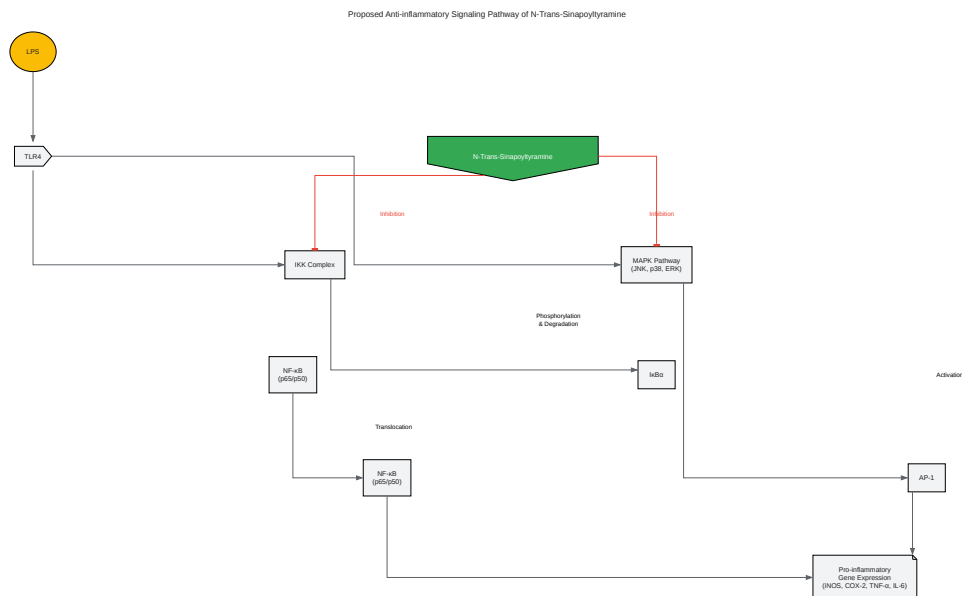 Proposed Anti-inflammatory Signaling Pathway of N-Trans-Sinapoyltyramine
LPS
TLR4
N-Trans-Sinapoyltyramine
Inhibition
Inhibition
IKK Complex
MAPK Pathway
(JNK, p38, ERK)
Phosphorylation
& Degradation
NF-κB
(p65/p50)
IκBα
Activation
Translocation
NF-κB
(p65/p50)
AP-1
Pro-inflammatory
Gene Expression
(iNOS, COX-2, TNF-α, IL-6)